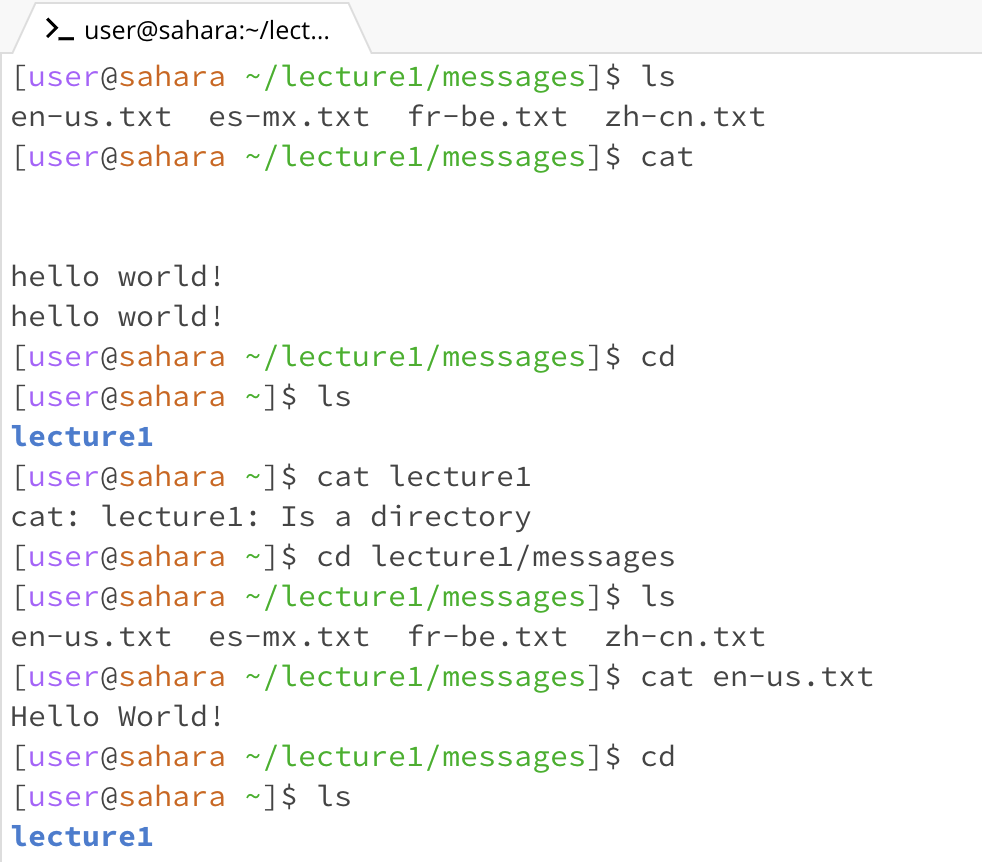 >_ user@sahara:~/lect...
[user@sahara ~/lecture1/messages]$ ls
en-us.txt  es-mx.txt  fr-be.txt  zh-cn.txt
[user@sahara ~/lecture1/messages]$ cat
hello world!
hello world!
[user@sahara ~/lecture1/messages]$ cd
[user@sahara ~]$ ls
lecture1
[user@sahara ~]$ cat lecture1
cat: lecture1: Is a directory
[user@sahara ~]$ cd lecture1/messages
[user@sahara ~/lecture1/messages]$ ls
en-us.txt  es-mx.txt  fr-be.txt  zh-cn.txt
[user@sahara ~/lecture1/messages]$ cat en-us.txt
Hello World!
[user@sahara ~/lecture1/messages]$ cd
[user@sahara ~]$ ls
lecture1